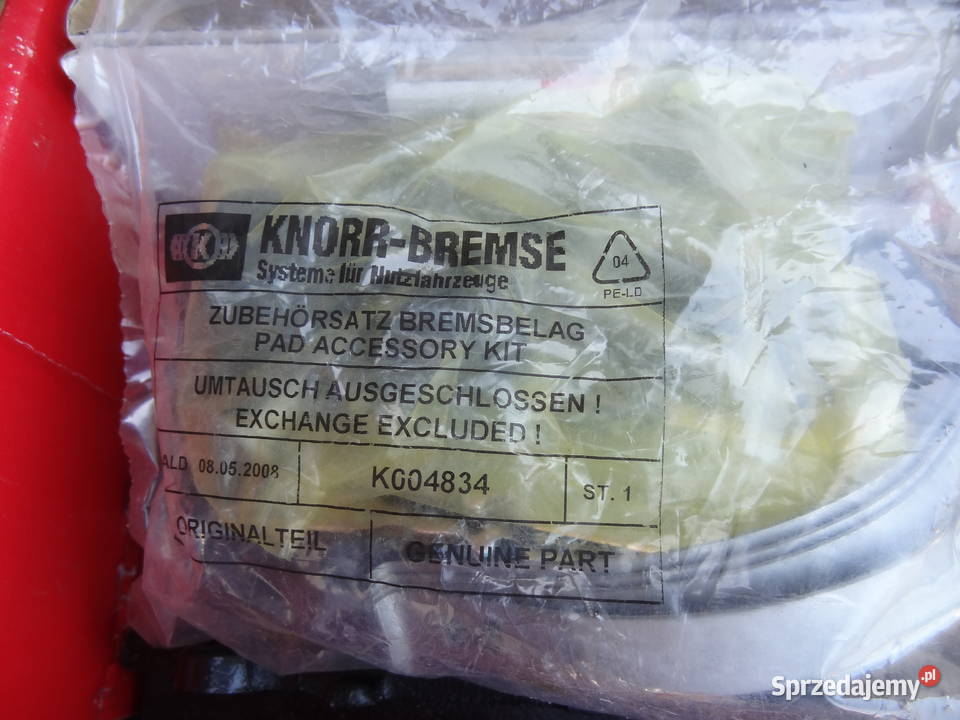 K
KNORR-BREMSE
Systeme für Nutzfahrzeuge
04
PE-LD
ZUBEHÖRSATZ BREMSBELAG
PAD ACCESSORY KIT
UMTAUSCH AUSGESCHLOSSEN !
EXCHANGE EXCLUDED !
ALD 08.05.2008
K004834
ST. 1
ORIGINALTEIL
GENUINE PART
Sprzedajemy.pl